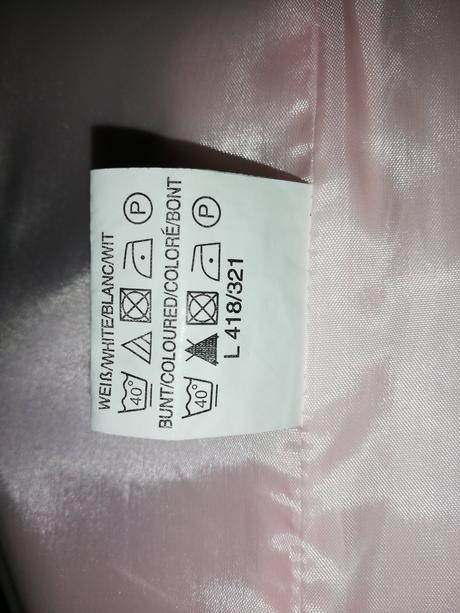 WEIß/WHITE/BLANC/WIT
40° P
BUNT/COLOURED/COLORÉ/BONT
40° P
L 418/321